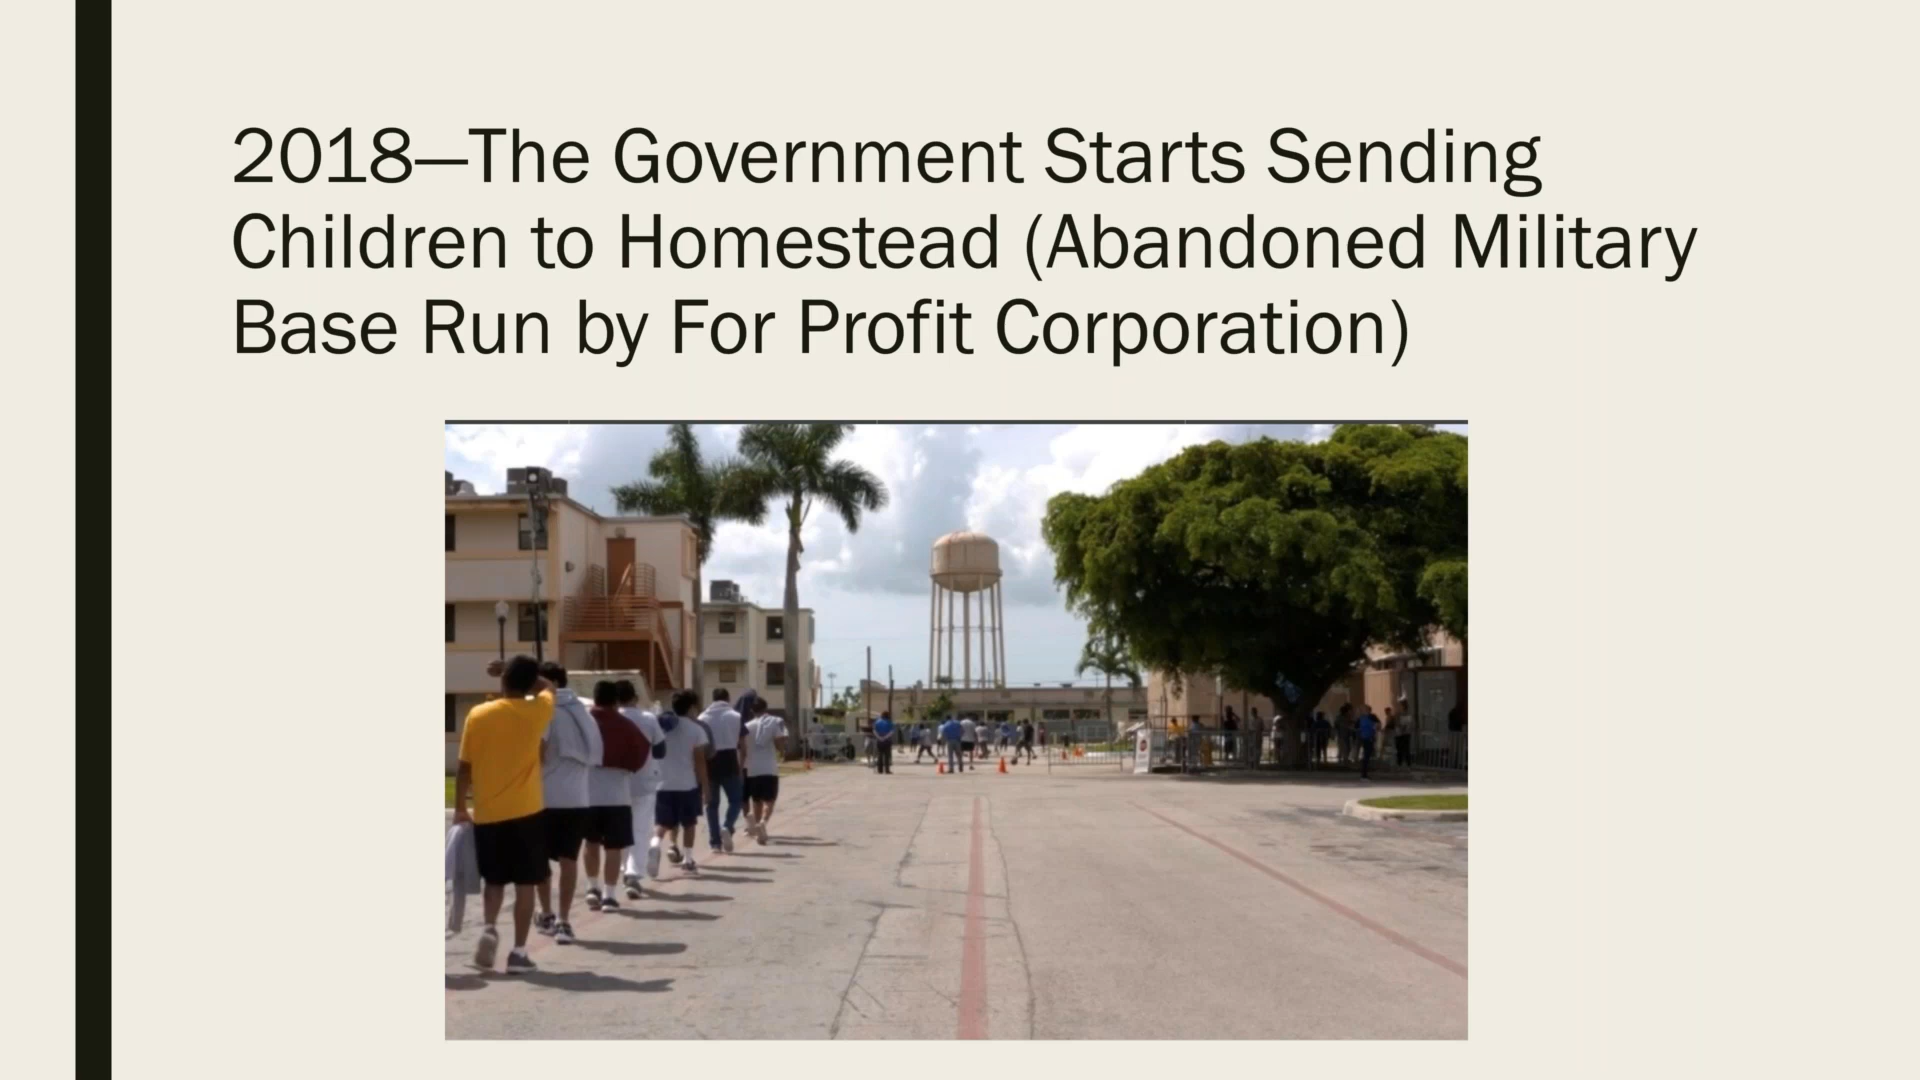 2018—The Government Starts Sending
Children to Homestead (Abandoned Military
Base Run by For Profit Corporation)